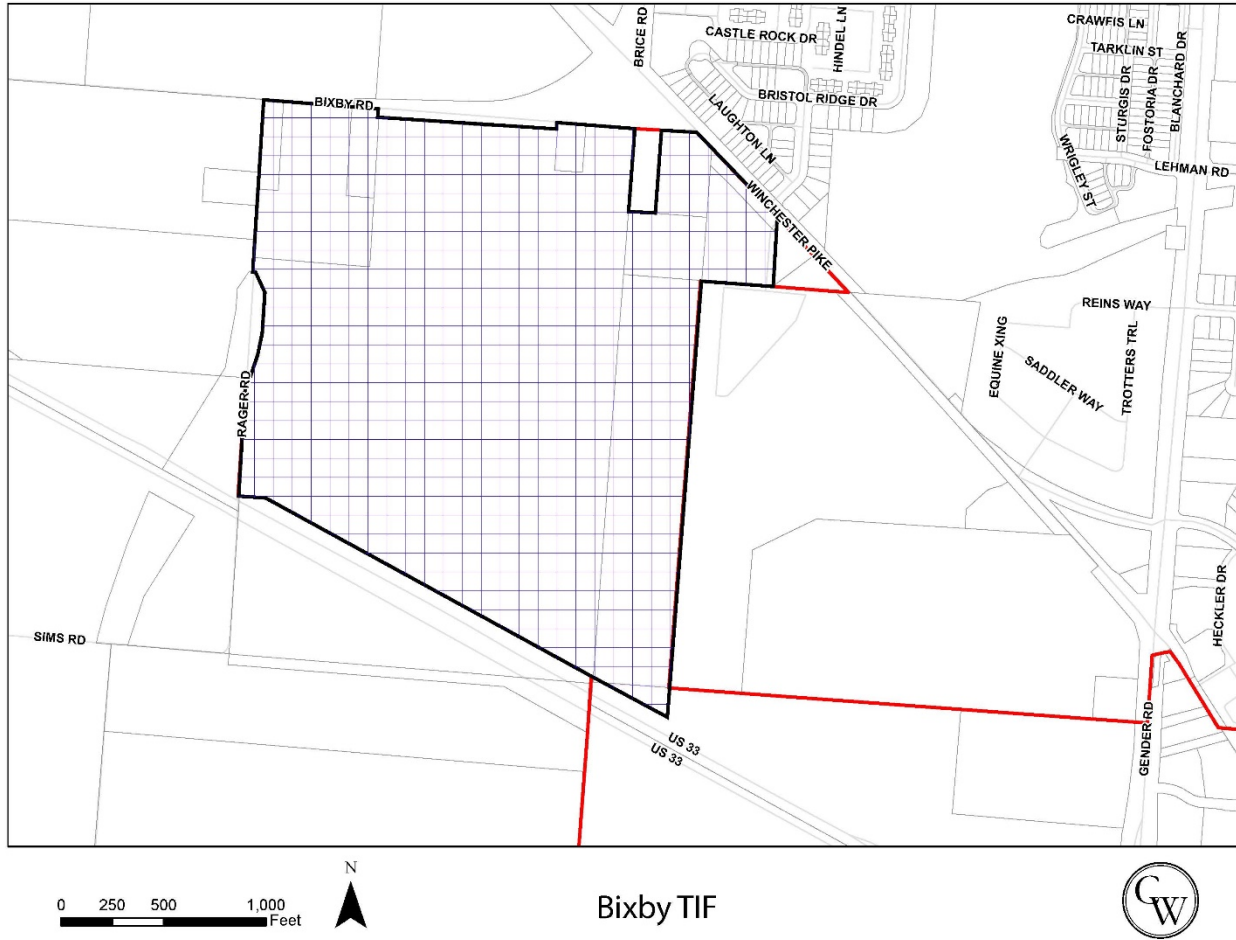 CRAWFIS LN
CASTLE ROCK DR
HINDEL LN
BRICE RD
TARKLIN ST
BLANCHARD DR
STURGIS DR
FOSTORIA DR
BRISTOL RIDGE DR
BIXBY RD
LAUGHTON LN
LEHMAN RD
WRIGLEY ST
WINCHESTER PIKE
REINS WAY
EQUINE XING
SADDLER WAY
TROTTERS TRL
RAGER RD
HECKLER DR
SIMS RD
GENDER RD
US 33
US 33
N
0 250 500 1,000
Feet
Bixby TIF
CW